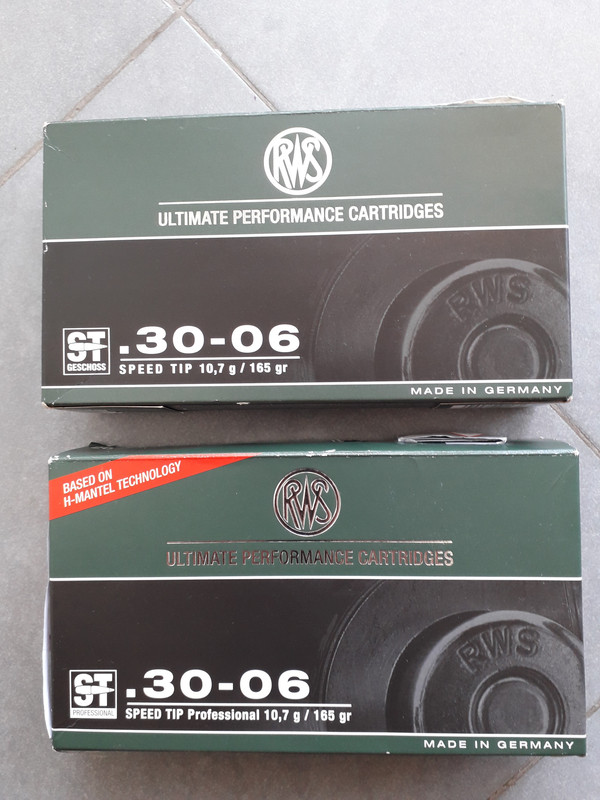 RWS
ULTIMATE PERFORMANCE CARTRIDGES
RWS
ST
GESCHOSS
.30-06
SPEED TIP 10,7 g / 165 gr
MADE IN GERMANY
BASED ON
H-MANTEL TECHNOLOGY
RWS
ULTIMATE PERFORMANCE CARTRIDGES
RWS
ST
PROFESSIONAL
.30-06
SPEED TIP Professional 10,7 g / 165 gr
MADE IN GERMANY